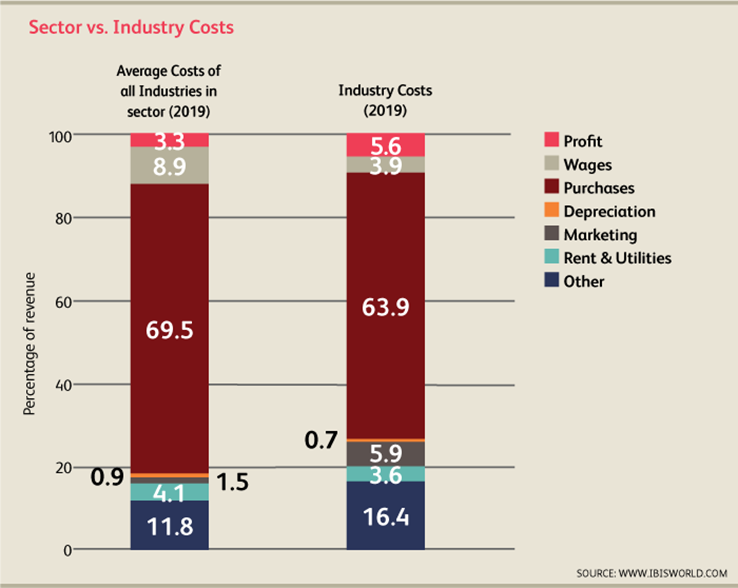 Sector vs. Industry Costs
Average Costs of
all Industries in
sector (2019)
Industry Costs
(2019)
Percentage of revenue
100
80
60
40
20
0
3.3
8.9
69.5
0.9
1.5
4.1
11.8
5.6
3.9
63.9
0.7
5.9
3.6
16.4
Profit
Wages
Purchases
Depreciation
Marketing
Rent & Utilities
Other
SOURCE: WWW.IBISWORLD.COM